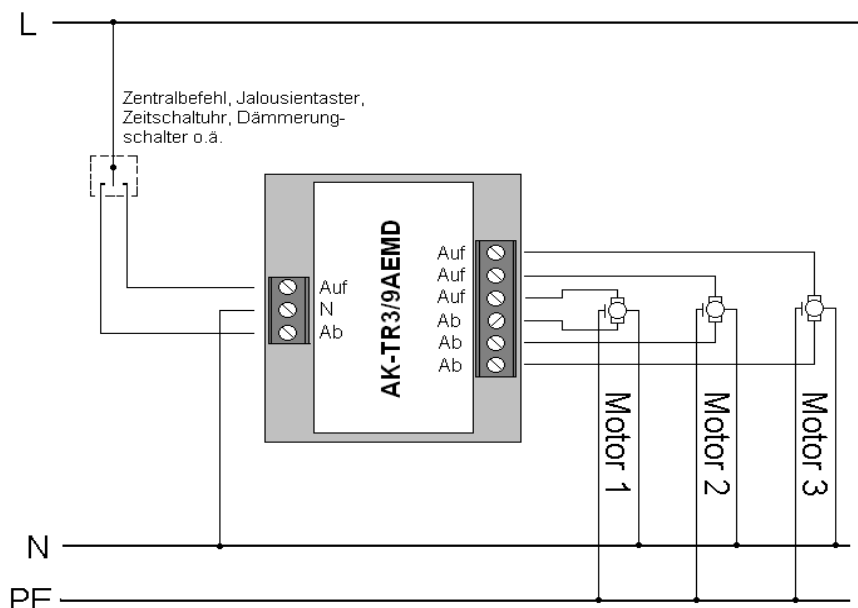 L
Zentralbefehl, Jalousientaster,
Zeitschaltuhr, Dämmerung-
schalter o.ä.
AK-TR3/9AEMD
Auf
N
Ab
Auf
Auf
Auf
Ab
Ab
Ab
Motor 1
Motor 2
Motor 3
N
PE